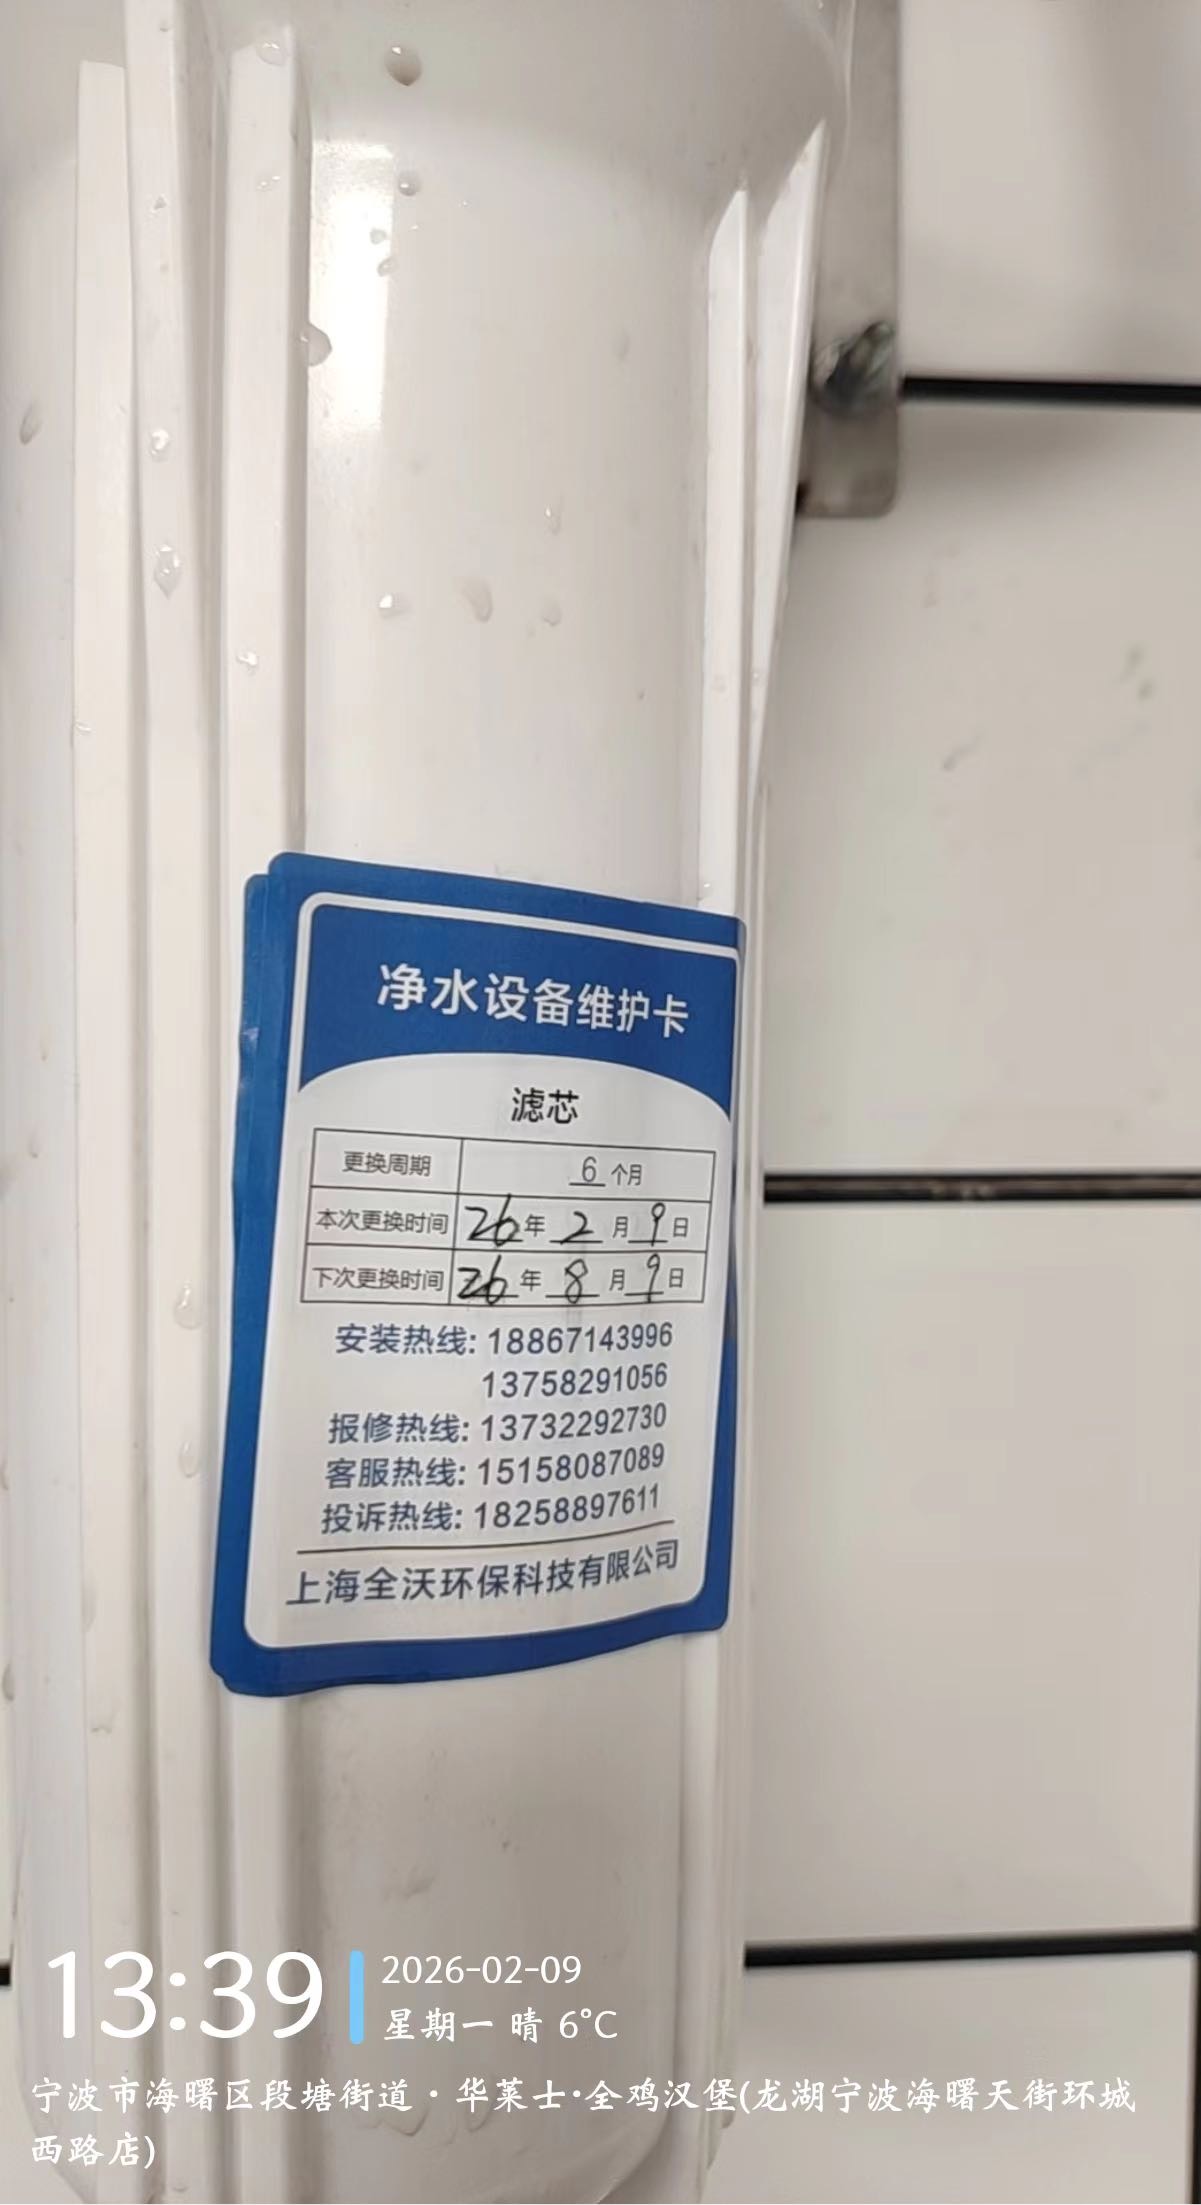 净水设备维护卡
滤芯
更换周期 6 个月
本次更换时间 26 年 2 月 9 日
下次更换时间 26 年 8 月 9 日
安装热线: 18867143996
13758291056
报修热线: 13732292730
客服热线: 15158087089
投诉热线: 18258897611
上海全沃环保科技有限公司
13:39
2026-02-09
星期一 晴 6°C
宁波市海曙区段塘街道·华莱士·全鸡汉堡(龙湖宁波海曙天街环城
西路店)